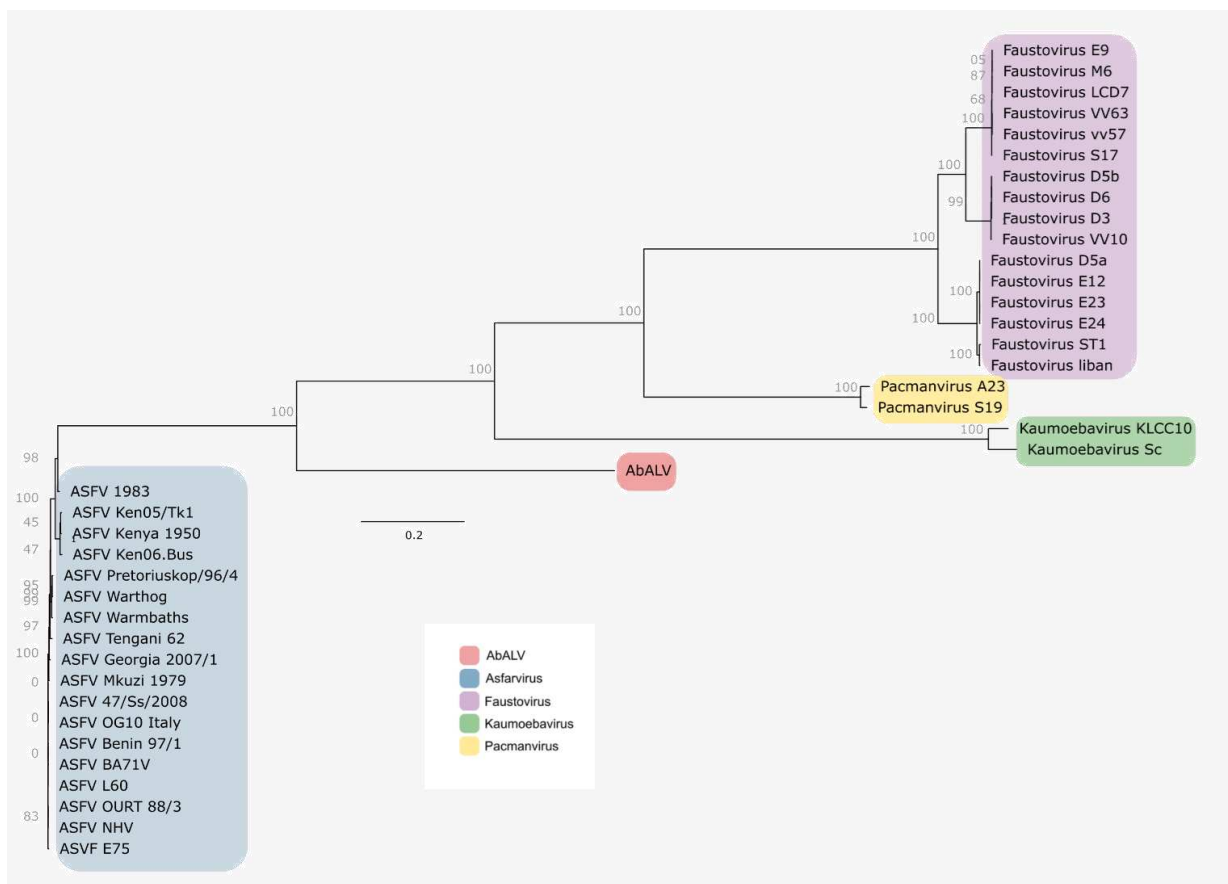 Faustovirus E9
05
Faustovirus M6
87
Faustovirus LCD7
68
Faustovirus VV63
100
Faustovirus vv57
Faustovirus S17
100
Faustovirus D5b
Faustovirus D6
99
Faustovirus D3
Faustovirus VV10
100
Faustovirus D5a
Faustovirus E12
100
Faustovirus E23
100
Faustovirus E24
100
Faustovirus ST1
100
Faustovirus liban
100
100
Pacmanvirus A23
Pacmanvirus S19
100
100
Kaumoebavirus KLCC10
Kaumoebavirus Sc
98
AbALV
ASFV 1983
100
ASFV Ken05/Tk1
45
ASFV Kenya 1950
0.2
47
ASFV Ken06.Bus
ASFV Pretoriuskop/96/4
95
99
ASFV Warthog
99
ASFV Warmbaths
97
ASFV Tengani 62
100
ASFV Georgia 2007/1
ASFV Mkuzi 1979
0
ASFV 47/Ss/2008
0
ASFV OG10 Italy
ASFV Benin 97/1
0
ASFV BA71V
ASFV L60
ASFV OURT 88/3
83
ASFV NHV
ASVF E75
AbALV
Asfarvirus
Faustovirus
Kaumoebavirus
Pacmanvirus